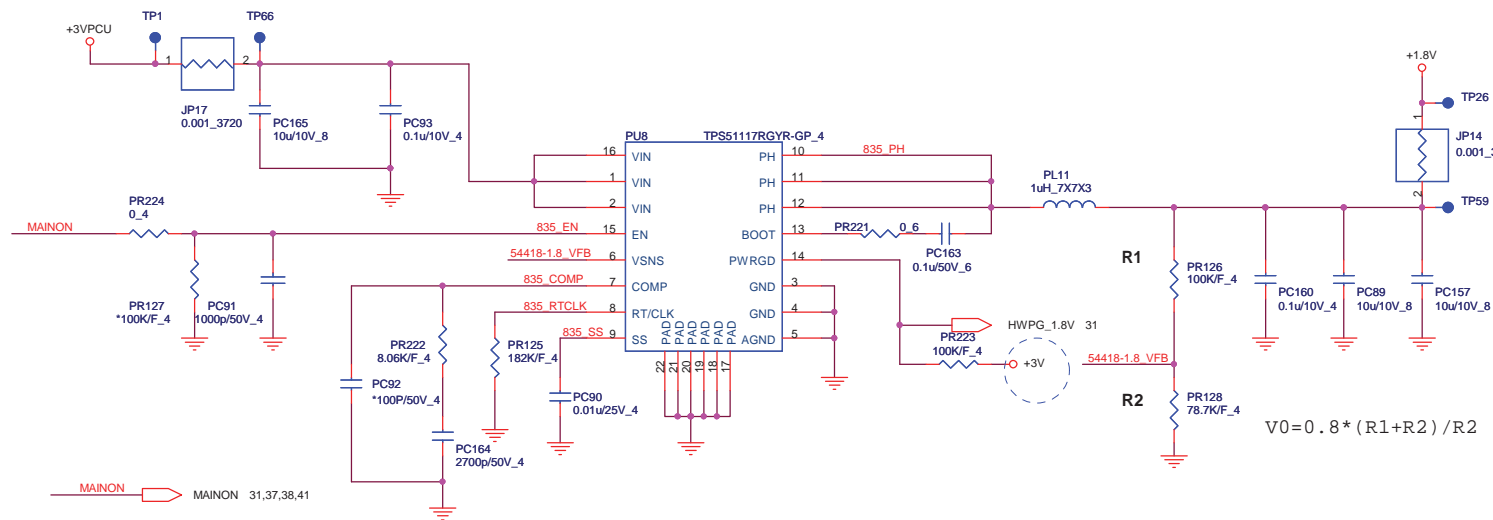 +3VPCU
TP1
TP66
1
2
JP17
0.001_3720
PC165
10u/10V_8
PC93
0.1u/10V_4
PU8
TPS51117RGYR-GP_4
16 VIN
1 VIN
2 VIN
15 EN
6 VSNS
7 COMP
8 RT/CLK
9 SS
PH 10
PH 11
PH 12
BOOT 13
PWRGD 14
GND 3
GND 4
AGND 5
PAD PAD PAD PAD PAD PAD
22 21 20 19 18 17
835_PH
PL11
1uH_7X7X3
PR221
0_6
PC163
0.1u/50V_6
+1.8V
TP26
1
JP14
2
TP59
MAINON
PR224
0_4
835_EN
54418-1.8_VFB
835_COMP
835_RTCLK
835_SS
PR127
*100K/F_4
PC91
1000p/50V_4
PR222
8.06K/F_4
PR125
182K/F_4
PC92
*100P/50V_4
PC90
0.01u/25V_4
PC164
2700p/50V_4
R1
PR126
100K/F_4
PC160
0.1u/10V_4
PC89
10u/10V_8
PC157
10u/10V_8
HWPG_1.8V 31
PR223
100K/F_4
+3V
54418-1.8_VFB
R2
PR128
78.7K/F_4
V0=0.8*(R1+R2)/R2
MAINON
MAINON 31,37,38,41